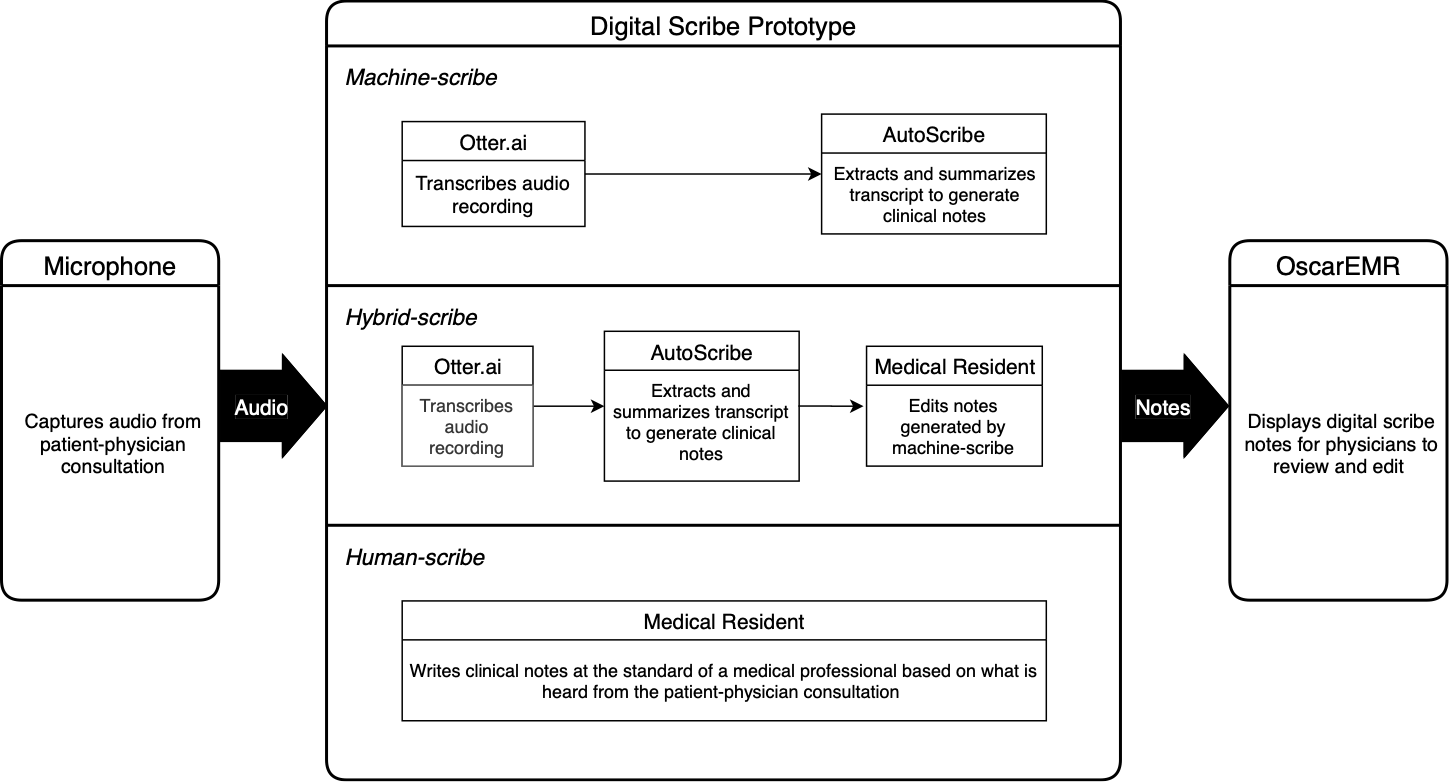 Digital Scribe Prototype
Machine-scribe
Otter.ai
Transcribes audio
recording
AutoScribe
Extracts and summarizes
transcript to generate
clinical notes
Microphone
Captures audio from
patient-physician
consultation
Audio
Hybrid-scribe
Otter.ai
Transcribes
audio
recording
AutoScribe
Extracts and
summarizes transcript
to generate clinical
notes
Medical Resident
Edits notes
generated by
machine-scribe
Human-scribe
Medical Resident
Writes clinical notes at the standard of a medical professional based on what is
heard from the patient-physician consultation
Notes
OscarEMR
Displays digital scribe
notes for physicians to
review and edit